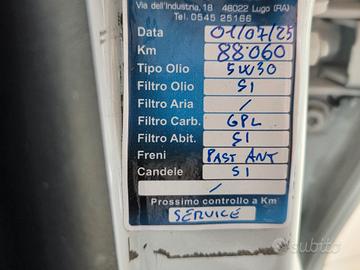 Via dell'Industria, 18 48022 Lugo (RA)
Tel. 0545 25166
Data 01/07/25
Km 88.060
Tipo Olio 5W30
Filtro Olio SI
Filtro Aria /
Filtro Carb. GPL
Filtro Abit. SI
Freni PAST ANT
Candele SI
/
Prossimo controllo a Km
SERVICE
subito